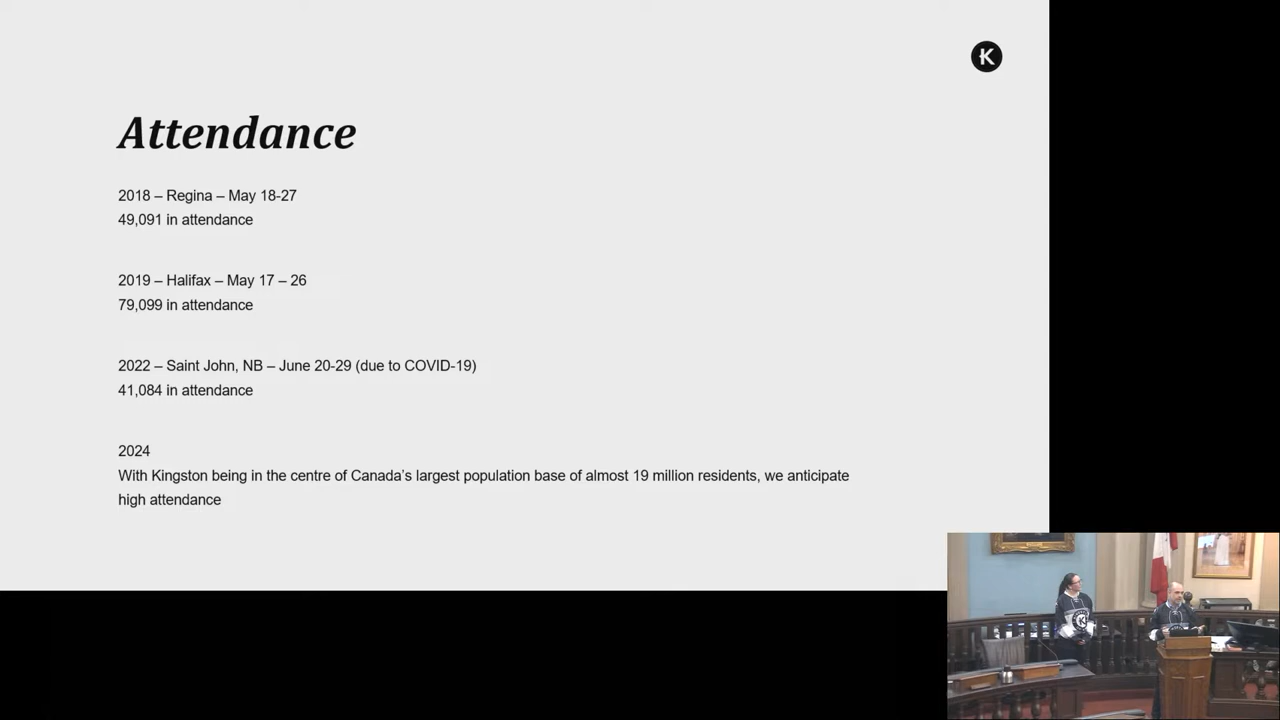 K
Attendance
2018 – Regina – May 18-27
49,091 in attendance
2019 – Halifax – May 17 – 26
79,099 in attendance
2022 – Saint John, NB – June 20-29 (due to COVID-19)
41,084 in attendance
2024
With Kingston being in the centre of Canada’s largest population base of almost 19 million residents, we anticipate
high attendance
K